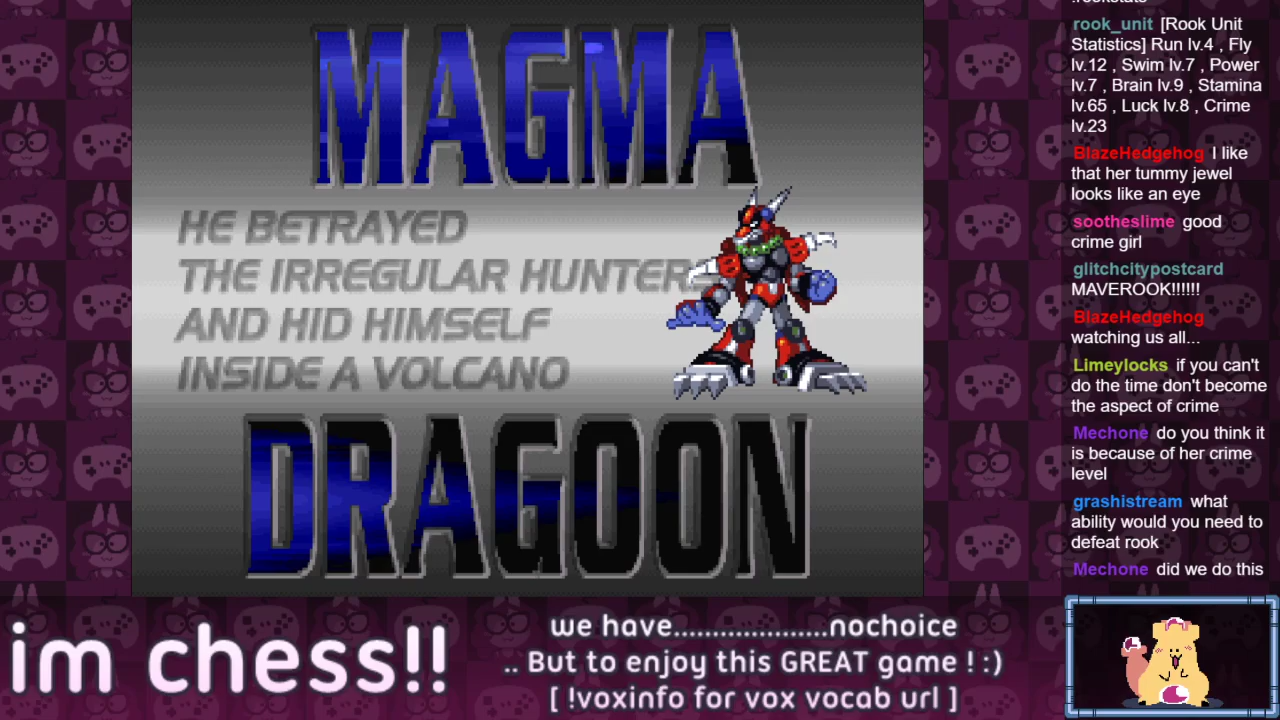 MAGMA
HE BETRAYED
THE IRREGULAR HUNTERS
AND HID HIMSELF
INSIDE A VOLCANO
DRAGOON
rook_unit [Rook Unit
Statistics] Run lv.4 , Fly
lv.12 , Swim lv.7 , Power
lv.7 , Brain lv.9 , Stamina
lv.65 , Luck lv.8 , Crime
lv.23
BlazeHedgehog I like
that her tummy jewel
looks like an eye
sootheslime good
crime girl
glitchcitypostcard
MAVEROOK!!!!!!
BlazeHedgehog
watching us all...
Limeylocks if you can't
do the time don't become
the aspect of crime
Mechone do you think it
is because of her crime
level
grashistream what
ability would you need to
defeat rook
Mechone did we do this
im chess!!
we have....................nochoice
.. But to enjoy this GREAT game ! :)
[ !voxinfo for vox vocab url ]